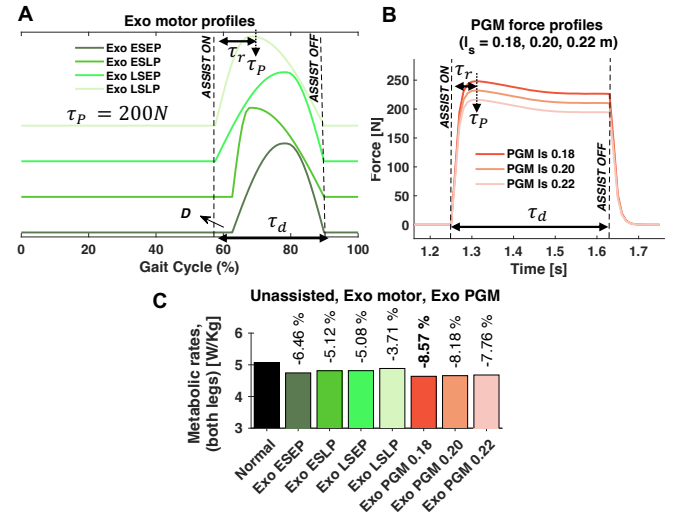 A
Exo motor profiles
Exo ESEP
Exo ESLP
Exo LSEP
Exo LSLP
τP = 200N
ASSIST ON
τr
τP
ASSIST OFF
D
τd
0 20 40 60 80 100
Gait Cycle (%)
B
PGM force profiles
(ls = 0.18, 0.20, 0.22 m)
250
200
150
100
50
0
Force [N]
ASSIST ON
τr
τP
PGM ls 0.18
PGM ls 0.20
PGM ls 0.22
ASSIST OFF
τd
1.2 1.3 1.4 1.5 1.6 1.7
Time [s]
C
Unassisted, Exo motor, Exo PGM
Metabolic rates,
(both legs) [W/Kg]
6
5
4
3
-6.46 %
-5.12 %
-5.08 %
-3.71 %
-8.57 %
-8.18 %
-7.76 %
Normal
Exo ESEP
Exo ESLP
Exo LSEP
Exo LSLP
Exo PGM 0.18
Exo PGM 0.20
Exo PGM 0.22